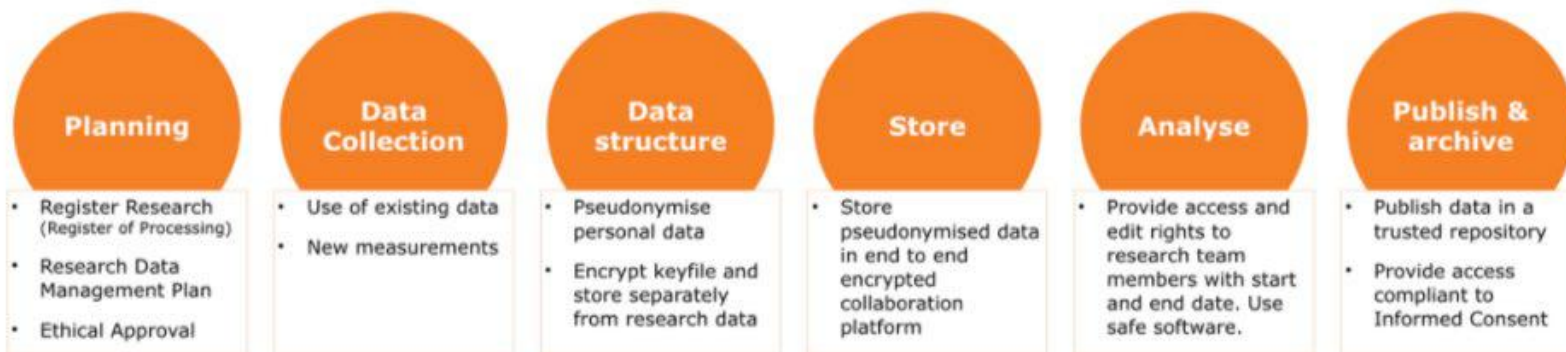 Planning
• Register Research
(Register of Processing)
• Research Data
Management Plan
• Ethical Approval
Data
Collection
• Use of existing data
• New measurements
Data
structure
• Pseudonymise
personal data
• Encrypt keyfile and
store separately
from research data
Store
• Store
pseudonymised data
in end to end
encrypted
collaboration
platform
Analyse
• Provide access and
edit rights to
research team
members with start
and end date. Use
safe software.
Publish &
archive
• Publish data in a
trusted repository
• Provide access
compliant to
Informed Consent